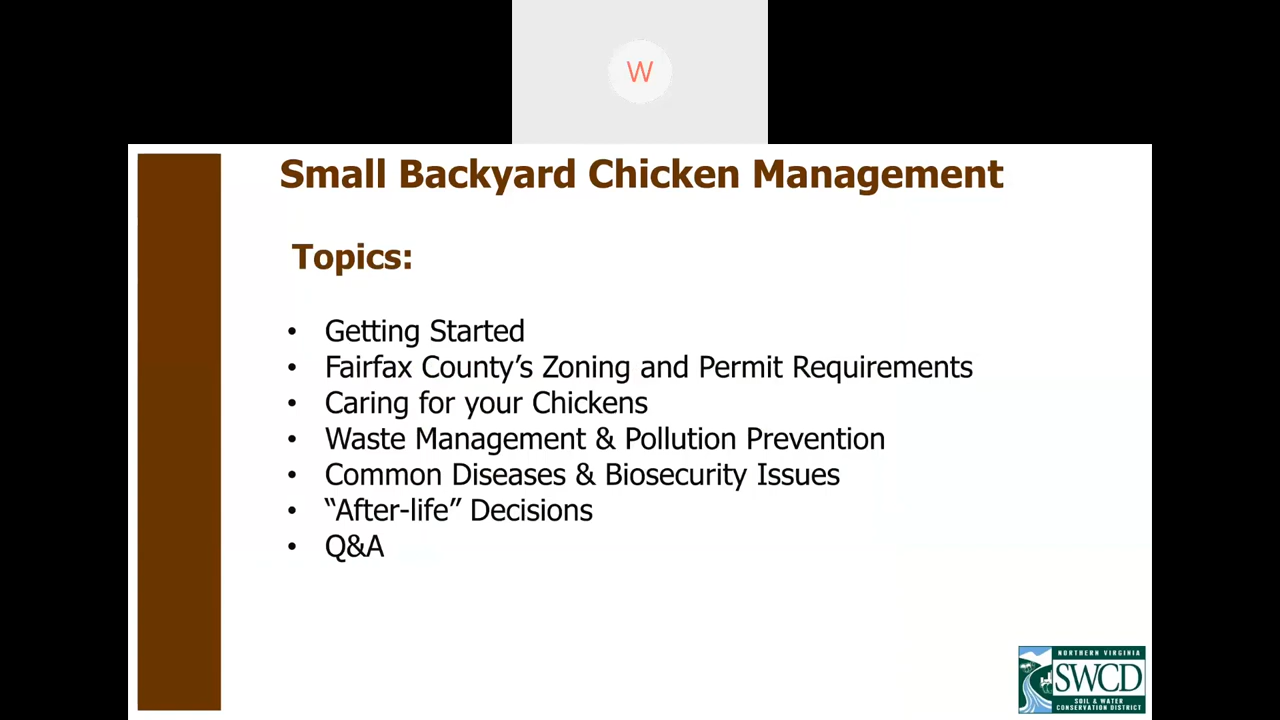 W
Small Backyard Chicken Management
Topics:
• Getting Started
• Fairfax County’s Zoning and Permit Requirements
• Caring for your Chickens
• Waste Management & Pollution Prevention
• Common Diseases & Biosecurity Issues
• “After-life” Decisions
• Q&A
NORTHERN VIRGINIA
SWCD
SOIL & WATER
CONSERVATION DISTRICT